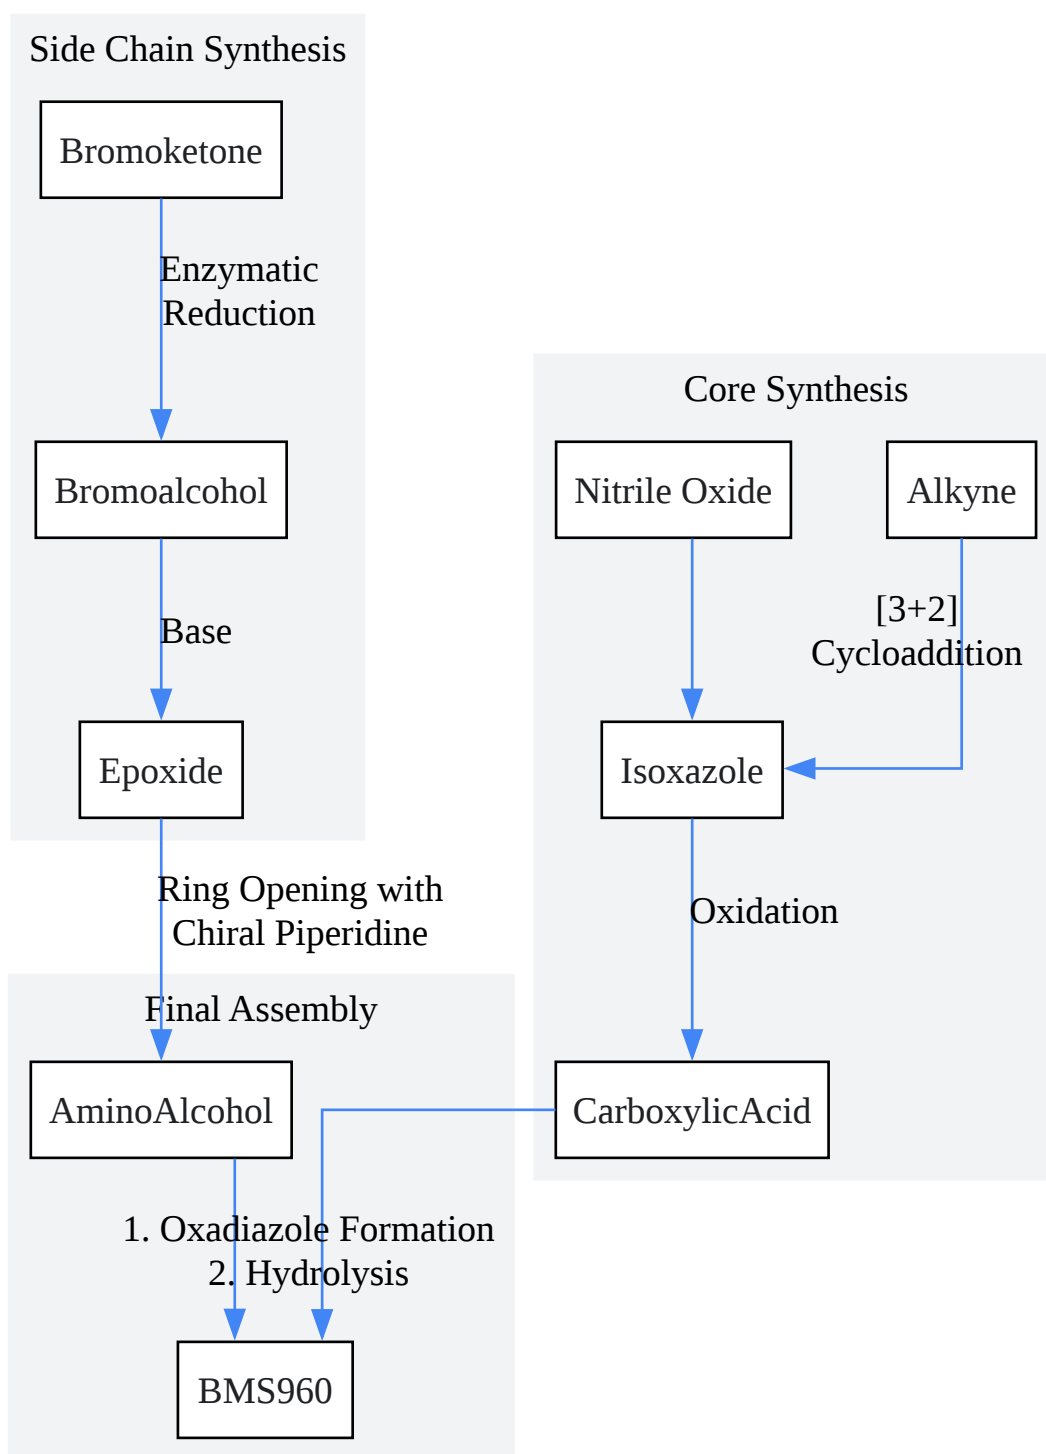 Side Chain Synthesis
Bromoketone
Enzymatic
Reduction
Bromoalcohol
Base
Epoxide
Ring Opening with
Chiral Piperidine
Core Synthesis
Nitrile Oxide
Alkyne
[3+2]
Cycloaddition
Isoxazole
Oxidation
CarboxylicAcid
Final Assembly
AminoAlcohol
1. Oxadiazole Formation
2. Hydrolysis
BMS960